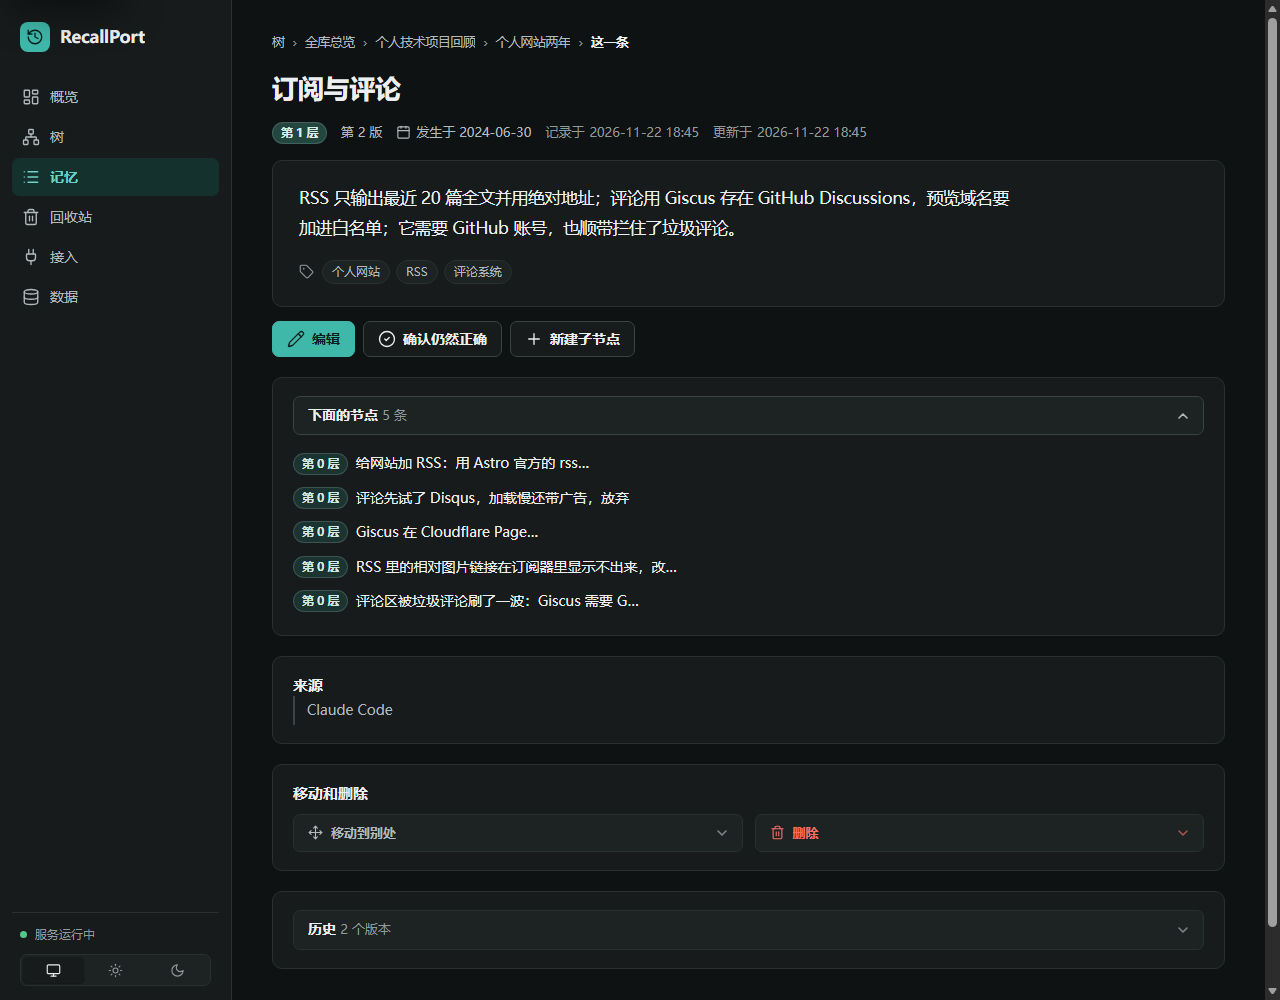 RecallPort
概览
树
记忆
回收站
接入
数据
服务运行中
树 › 全库总览 › 个人技术项目回顾 › 个人网站两年 › 这一条
订阅与评论
第 1 层 第 2 版 发生于 2024-06-30 记录于 2026-11-22 18:45 更新于 2026-11-22 18:45
RSS 只输出最近 20 篇全文并用绝对地址；评论用 Giscus 存在 GitHub Discussions，预览域名要
加进白名单；它需要 GitHub 账号，也顺带拦住了垃圾评论。
个人网站 RSS 评论系统
编辑 确认仍然正确 新建子节点
下面的节点 5 条
第 0 层 给网站加 RSS：用 Astro 官方的 rss...
第 0 层 评论先试了 Disqus，加载慢还带广告，放弃
第 0 层 Giscus 在 Cloudflare Page...
第 0 层 RSS 里的相对图片链接在订阅器里显示不出来，改...
第 0 层 评论区被垃圾评论刷了一波：Giscus 需要 G...
来源
Claude Code
移动和删除
移动到别处 删除
历史 2 个版本